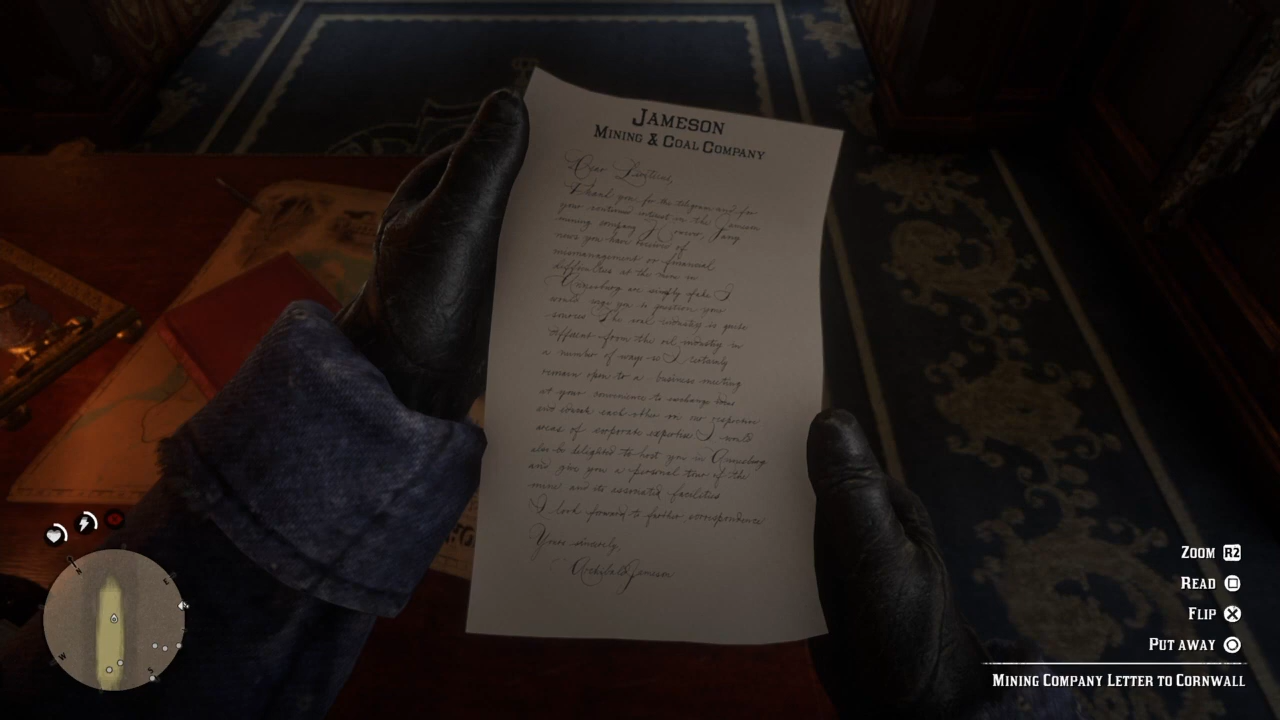 JAMESON
MINING & COAL COMPANY
Dear Leviticus,
Thank you for the telegram and for
your continued interest in the Jameson
mining company. Of course, any
news you have received of
mismanagement or financial
difficulties at the mine in
Annesburg are simply false. I
would urge you to question your
sources. The coal industry is quite
different from the oil industry in
a number of ways so I certainly
remain open to a business meeting
at your convenience to exchange ideas
and each other on our respective
areas of corporate expertise. I would
also be delighted to host you in Annesburg
and give you a personal tour of the
mine and its associated facilities
I look forward to further correspondence
Yours sincerely,
Archibald Jameson
N
E
W
S
ZOOM R2
READ
FLIP
PUT AWAY
MINING COMPANY LETTER TO CORNWALL